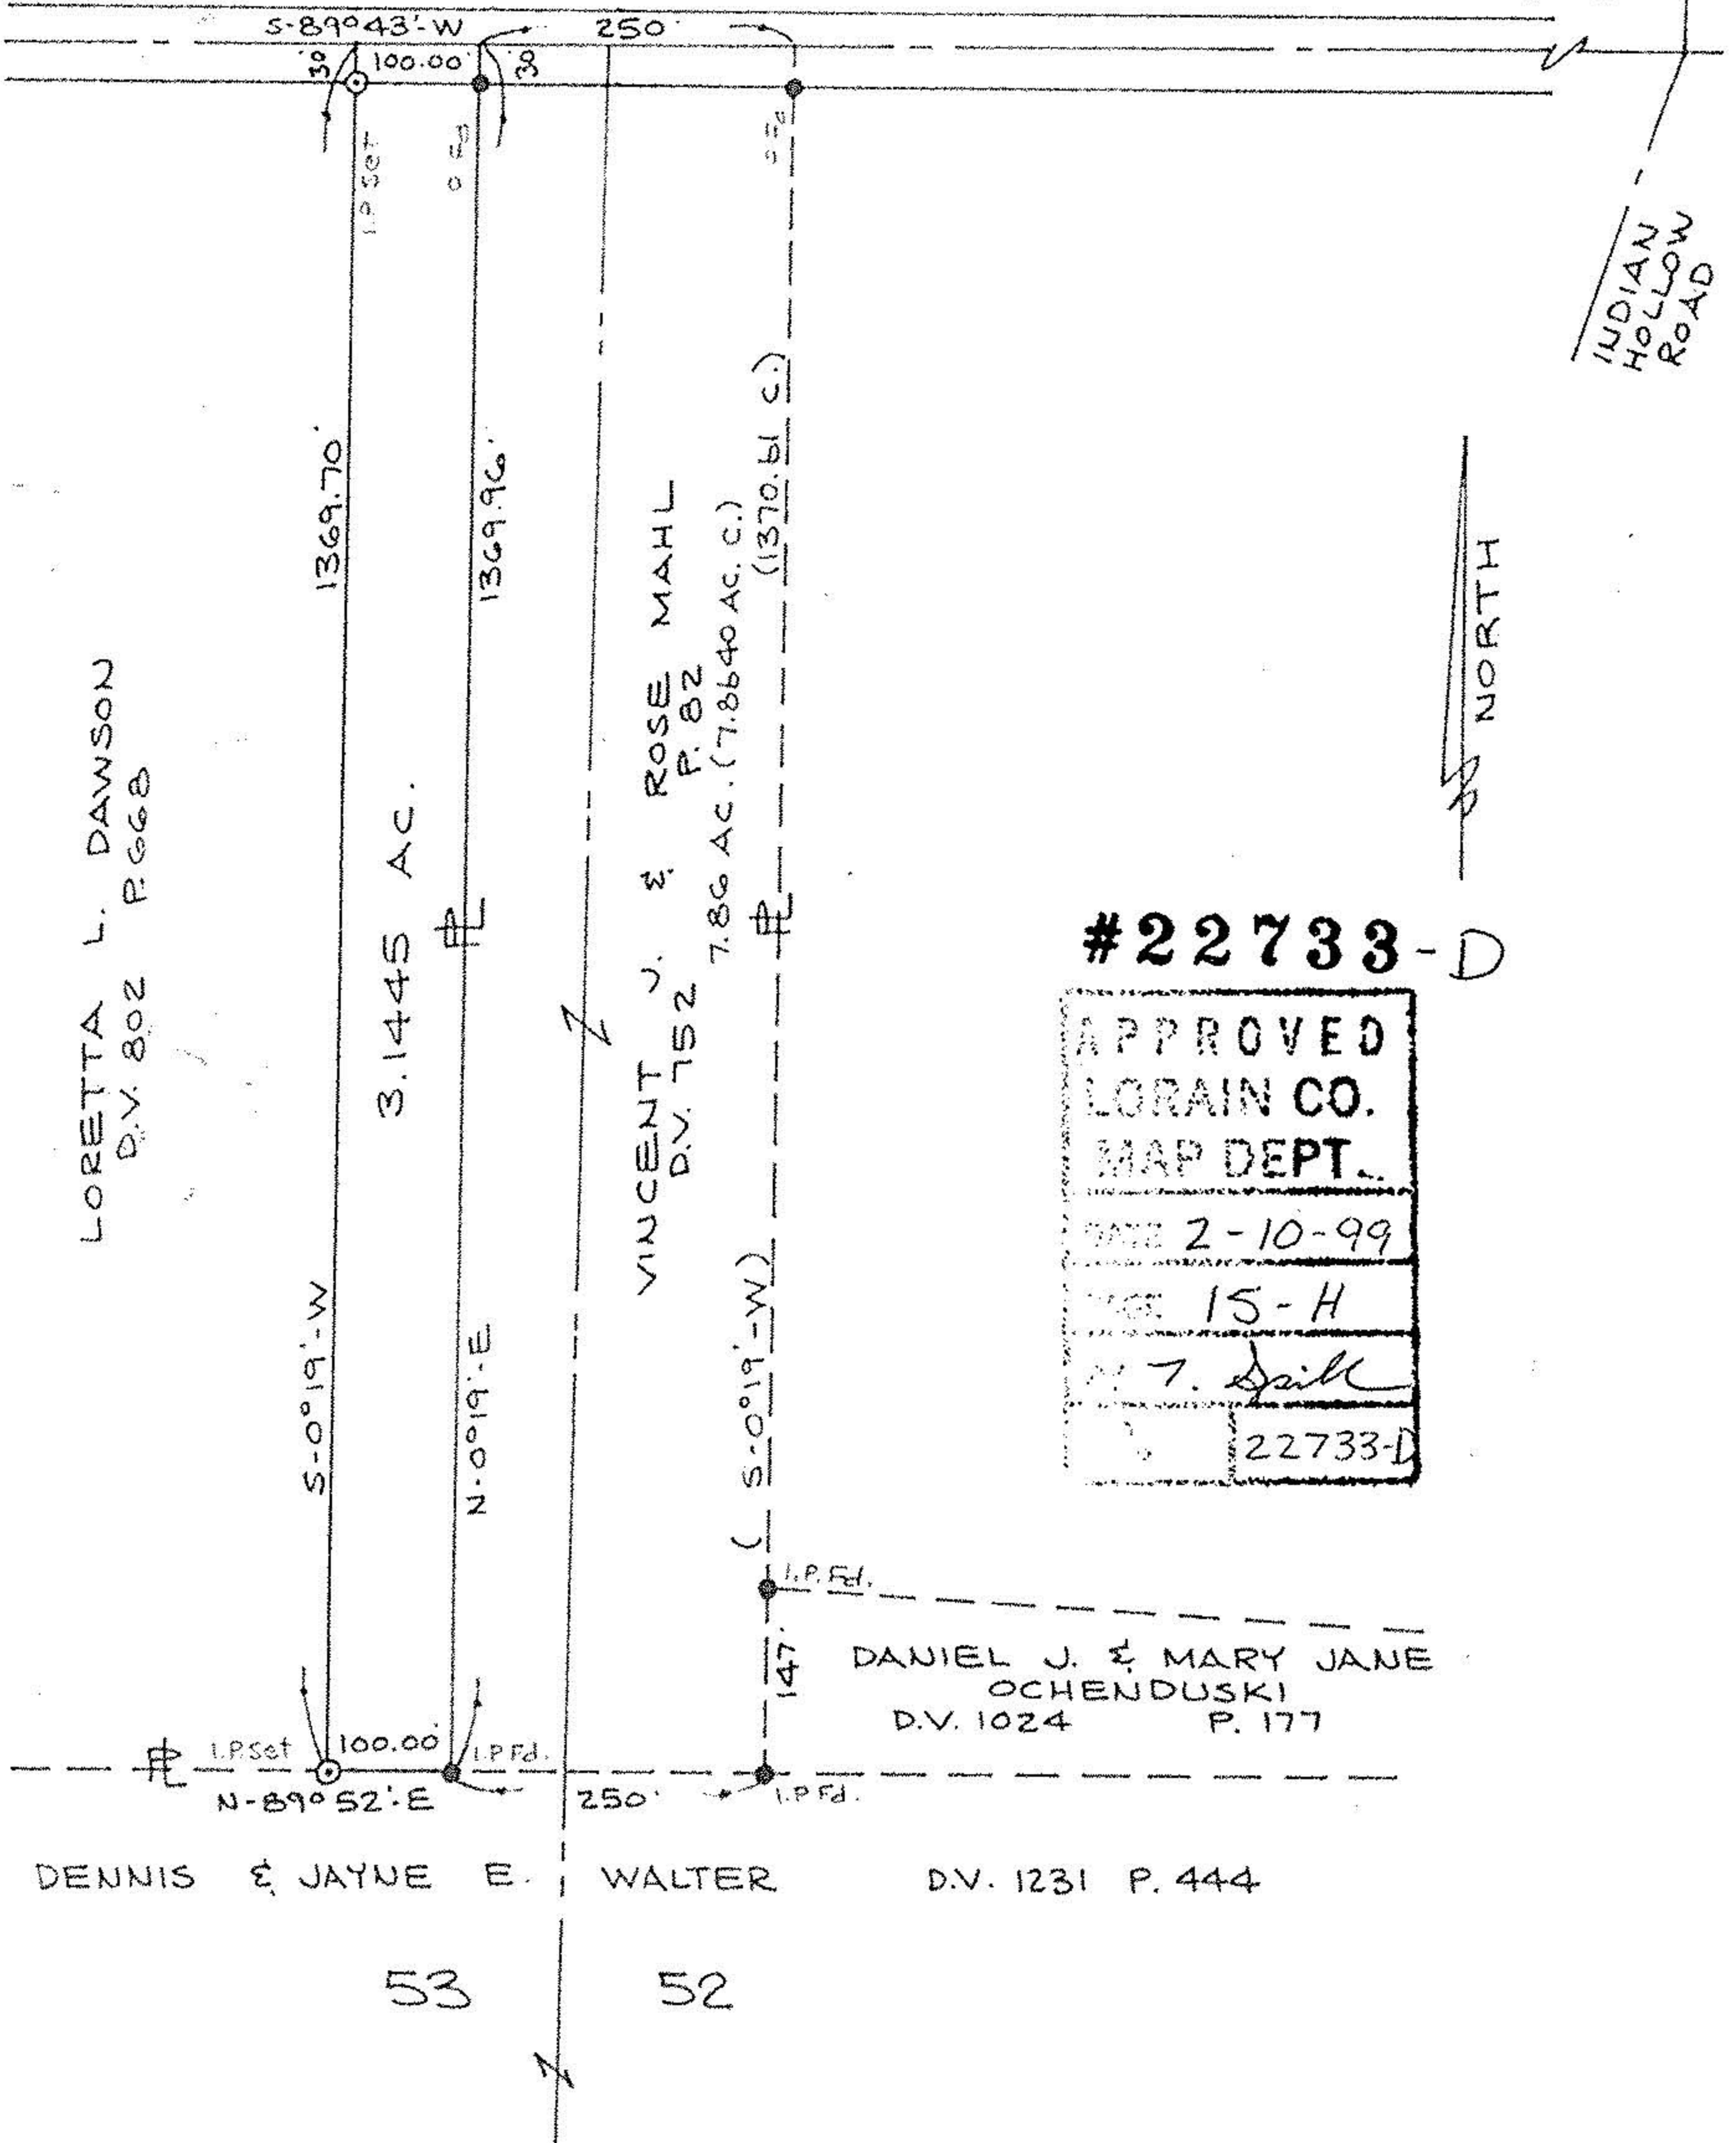 S-89°43'-W
250'
30'
100.00'
30'
I.P. Set
INDIAN
HOLLOW
ROAD
1369.70'
1369.96'
(1370.61 C.)
NORTH
LORETTA L. DAWSON
D.V. 802 P. 668
3.1445 AC.
VINCENT J. & ROSE MAHL
D.V. 752 P. 82
7.86 AC. (7.8640 AC. C.)
S-0°19'-W
N-0°19'-E
(S-0°19'-W)
#22733-D
APPROVED
LORAIN CO.
MAP DEPT.
DATE 2-10-99
PAGE 15-H
22733-D
I.P. Fd.
147'
DANIEL J. & MARY JANE
OCHENDUSKI
D.V. 1024 P. 177
PL
I.P. Set
100.00'
I.P. Fd.
N-89°52'-E
250'
I.P. Fd.
DENNIS & JAYNE E. WALTER D.V. 1231 P. 444
53 52